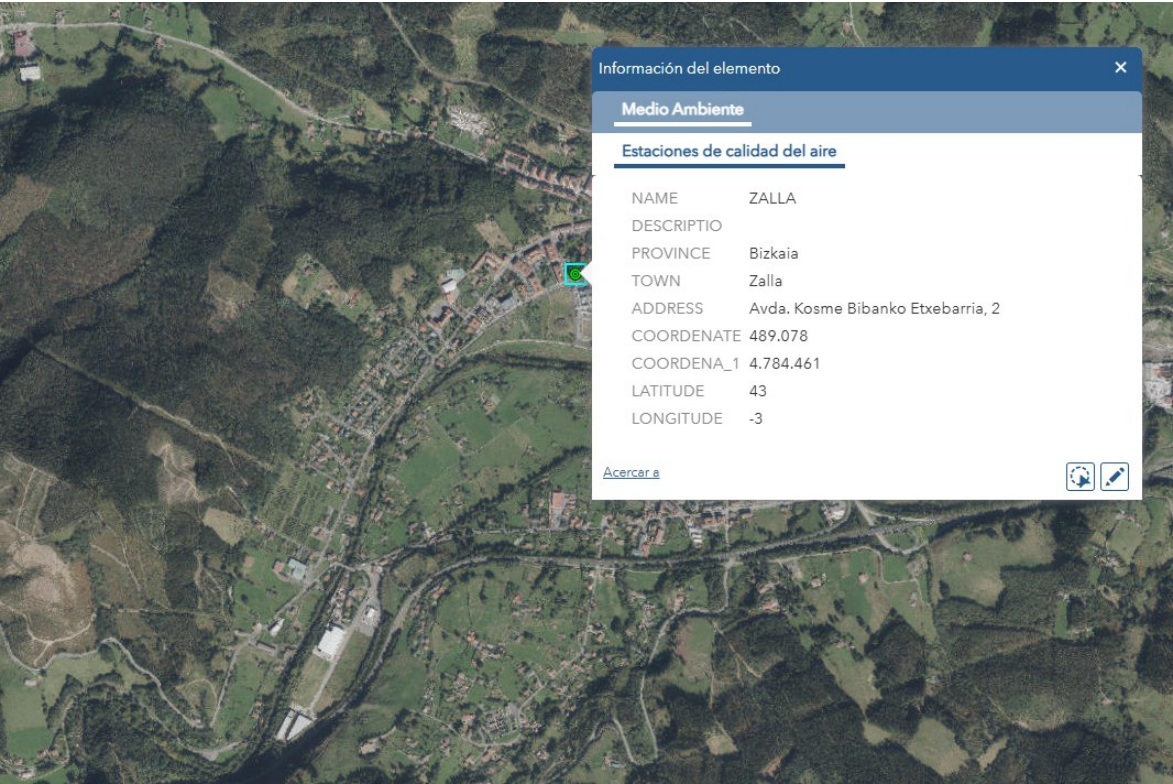 Información del elemento
Medio Ambiente
Estaciones de calidad del aire
NAME ZALLA
DESCRIPTIO
PROVINCE Bizkaia
TOWN Zalla
ADDRESS Avda. Kosme Bibanko Etxebarria, 2
COORDENATE 489.078
COORDENA_1 4.784.461
LATITUDE 43
LONGITUDE -3
Acercar a